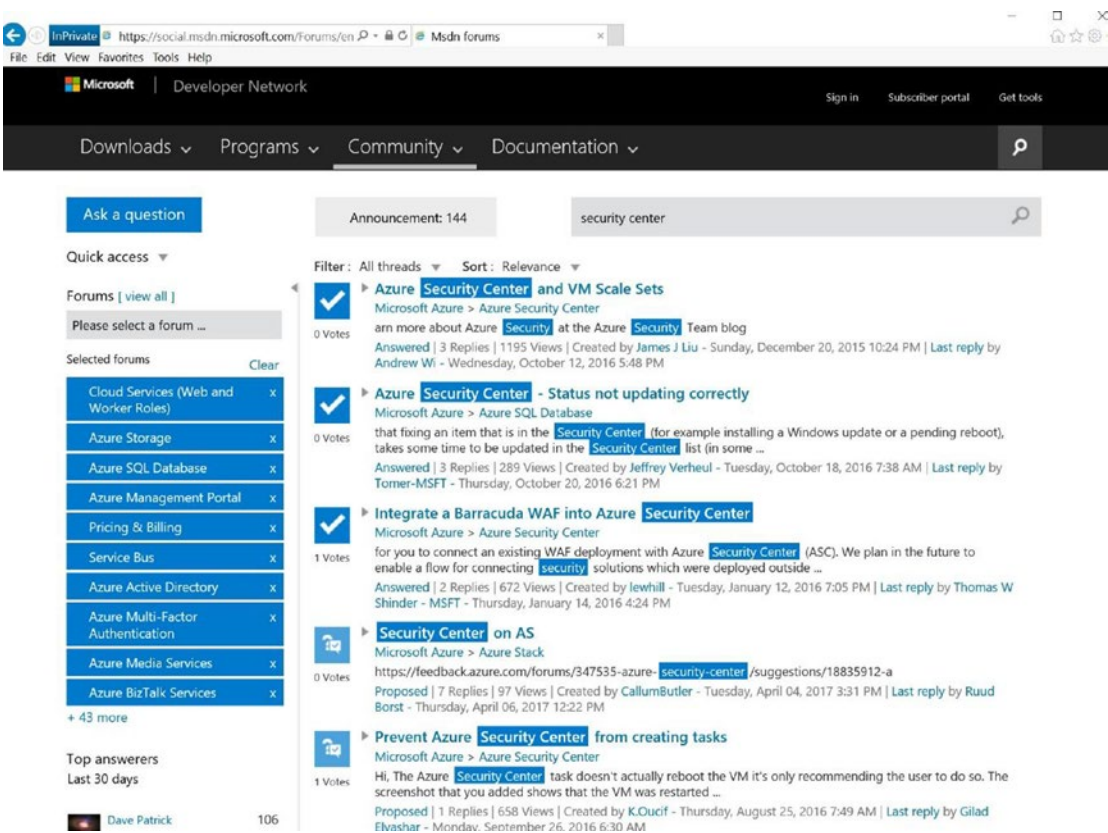 InPrivate https://social.msdn.microsoft.com/Forums/en Msdn forums
File Edit View Favorites Tools Help
Microsoft | Developer Network
Sign in Subscriber portal Get tools
Downloads Programs Community Documentation
Ask a question
Announcement: 144
security center
Quick access
Filter: All threads Sort: Relevance
Forums [ view all ]
Please select a forum ...
Selected forums
Clear
Cloud Services (Web and Worker Roles) x
Azure Storage x
Azure SQL Database x
Azure Management Portal x
Pricing & Billing x
Service Bus x
Azure Active Directory x
Azure Multi-Factor
Authentication x
Azure Media Services x
Azure BizTalk Services x
+ 43 more
Top answerers
Last 30 days
Dave Patrick 106
0 Votes
Azure Security Center and VM Scale Sets
Microsoft Azure > Azure Security Center
arn more about Azure Security at the Azure Security Team blog
Answered | 3 Replies | 1195 Views | Created by James J Liu - Sunday, December 20, 2015 10:24 PM | Last reply by
Andrew Wi - Wednesday, October 12, 2016 5:48 PM
0 Votes
Azure Security Center - Status not updating correctly
Microsoft Azure > Azure SQL Database
that fixing an item that is in the Security Center (for example installing a Windows update or a pending reboot),
takes some time to be updated in the Security Center list (in some ...
Answered | 3 Replies | 289 Views | Created by Jeffrey Verheul - Tuesday, October 18, 2016 7:38 AM | Last reply by
Tomer-MSFT - Thursday, October 20, 2016 6:21 PM
1 Votes
Integrate a Barracuda WAF into Azure Security Center
Microsoft Azure > Azure Security Center
for you to connect an existing WAF deployment with Azure Security Center (ASC). We plan in the future to
enable a flow for connecting security solutions which were deployed outside ...
Answered | 2 Replies | 672 Views | Created by lewhill - Tuesday, January 12, 2016 7:05 PM | Last reply by Thomas W
Shinder - MSFT - Thursday, January 14, 2016 4:24 PM
0 Votes
Security Center on AS
Microsoft Azure > Azure Stack
https://feedback.azure.com/forums/347535-azure-security-center/suggestions/18835912-a
Proposed | 7 Replies | 97 Views | Created by CallumButler - Tuesday, April 04, 2017 3:31 PM | Last reply by Ruud
Borst - Thursday, April 06, 2017 12:22 PM
1 Votes
Prevent Azure Security Center from creating tasks
Microsoft Azure > Azure Security Center
Hi, The Azure Security Center task doesn't actually reboot the VM it's only recommending the user to do so. The
screenshot that you added shows that the VM was restarted ...
Proposed | 1 Replies | 658 Views | Created by K.Oucif - Thursday, August 25, 2016 7:49 AM | Last reply by Gilad
Elyashar - Monday, September 26, 2016 6:30 AM